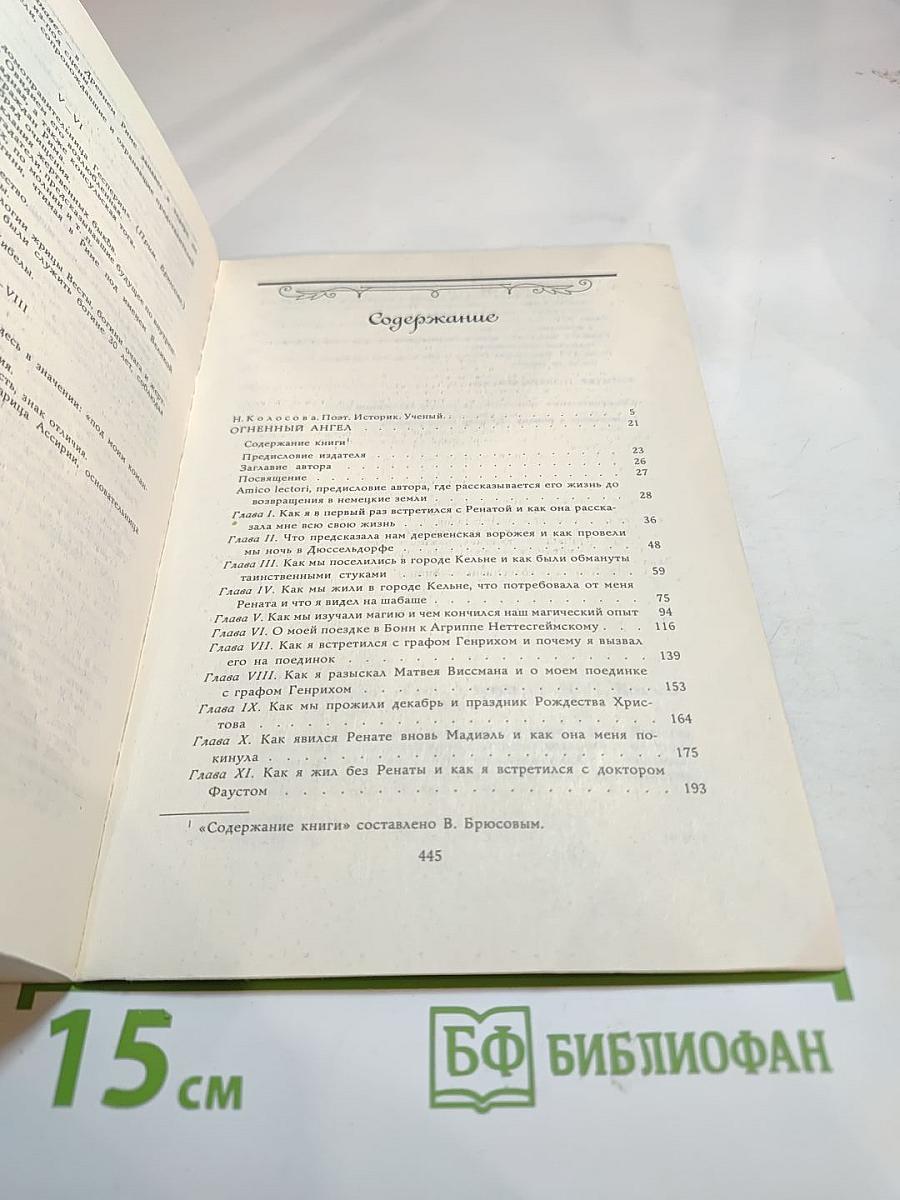 V–VI
VIII
Содержание
Н. Колосова. Поэт. Историк. Ученый. . . . . . . . . . 5
ОГНЕННЫЙ АНГЕЛ . . . . . . . . . . 21
Содержание книги¹
Предисловие издателя . . . . . . . . . . 23
Заглавие автора . . . . . . . . . . 26
Посвящение . . . . . . . . . . 27
Amico lectori, предисловие автора, где рассказывается его жизнь до
возвращения в немецкие земли . . . . . . . . . . 28
Глава I. Как я в первый раз встретился с Ренатой и как она расска-
зала мне всю свою жизнь . . . . . . . . . . 36
Глава II. Что предсказала нам деревенская ворожея и как провели
мы ночь в Дюссельдорфе . . . . . . . . . . 48
Глава III. Как мы поселились в городе Кельне и как были обмануты
таинственными стуками . . . . . . . . . . 59
Глава IV. Как мы жили в городе Кельне, что потребовала от меня
Рената и что я видел на шабаше . . . . . . . . . . 75
Глава V. Как мы изучали магию и чем кончился наш магический опыт 94
Глава VI. О моей поездке в Бонн к Агриппе Неттесгеймскому . . . 116
Глава VII. Как я встретился с графом Генрихом и почему я вызвал
его на поединок . . . . . . . . . . 139
Глава VIII. Как я разыскал Матвея Виссмана и о моем поединке
с графом Генрихом . . . . . . . . . . 153
Глава IX. Как мы прожили декабрь и праздник Рождества Хрис-
това . . . . . . . . . . 164
Глава X. Как явился Ренате вновь Мадиэль и как она меня по-
кинула . . . . . . . . . . 175
Глава XI. Как я жил без Ренаты и как я встретился с доктором
Фаустом . . . . . . . . . . 193
¹ «Содержание книги» составлено В. Брюсовым.
445
15 см
БФ БИБЛИОФАН